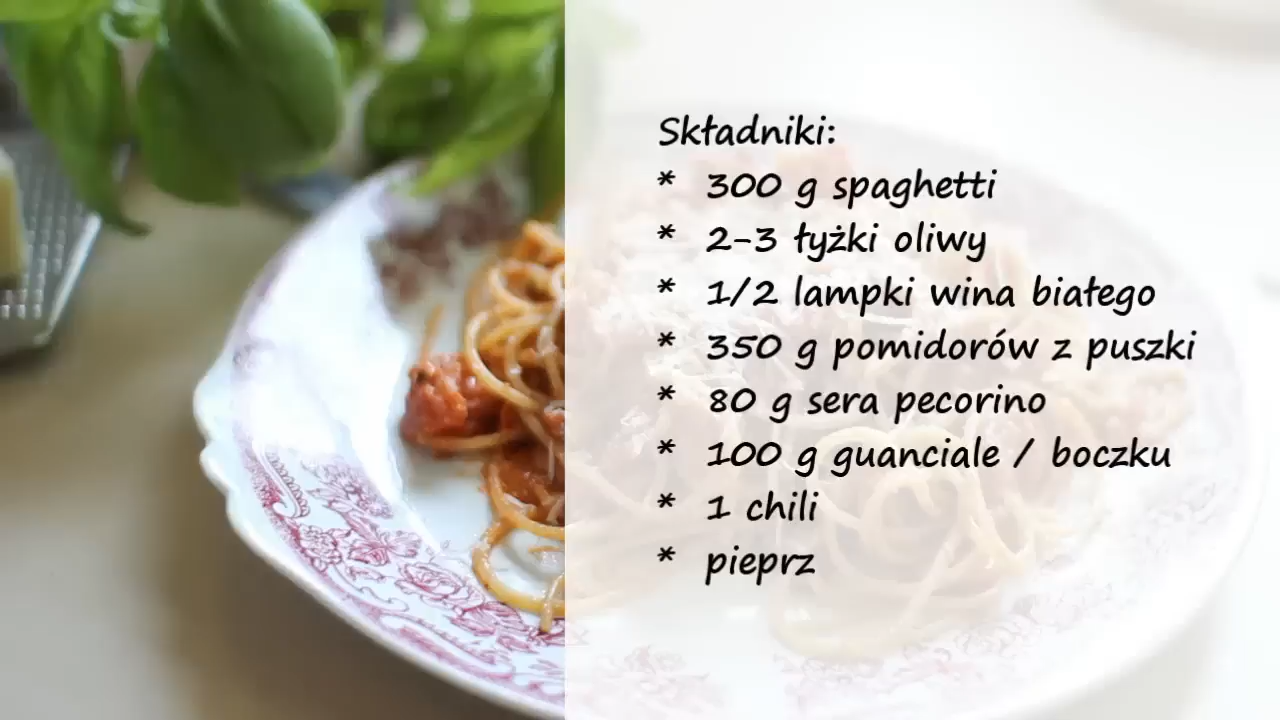 Składniki:
* 300 g spaghetti
* 2-3 łyżki oliwy
* 1/2 lampki wina białego
* 350 g pomidorów z puszki
* 80 g sera pecorino
* 100 g guanciale / boczku
* 1 chili
* pieprz